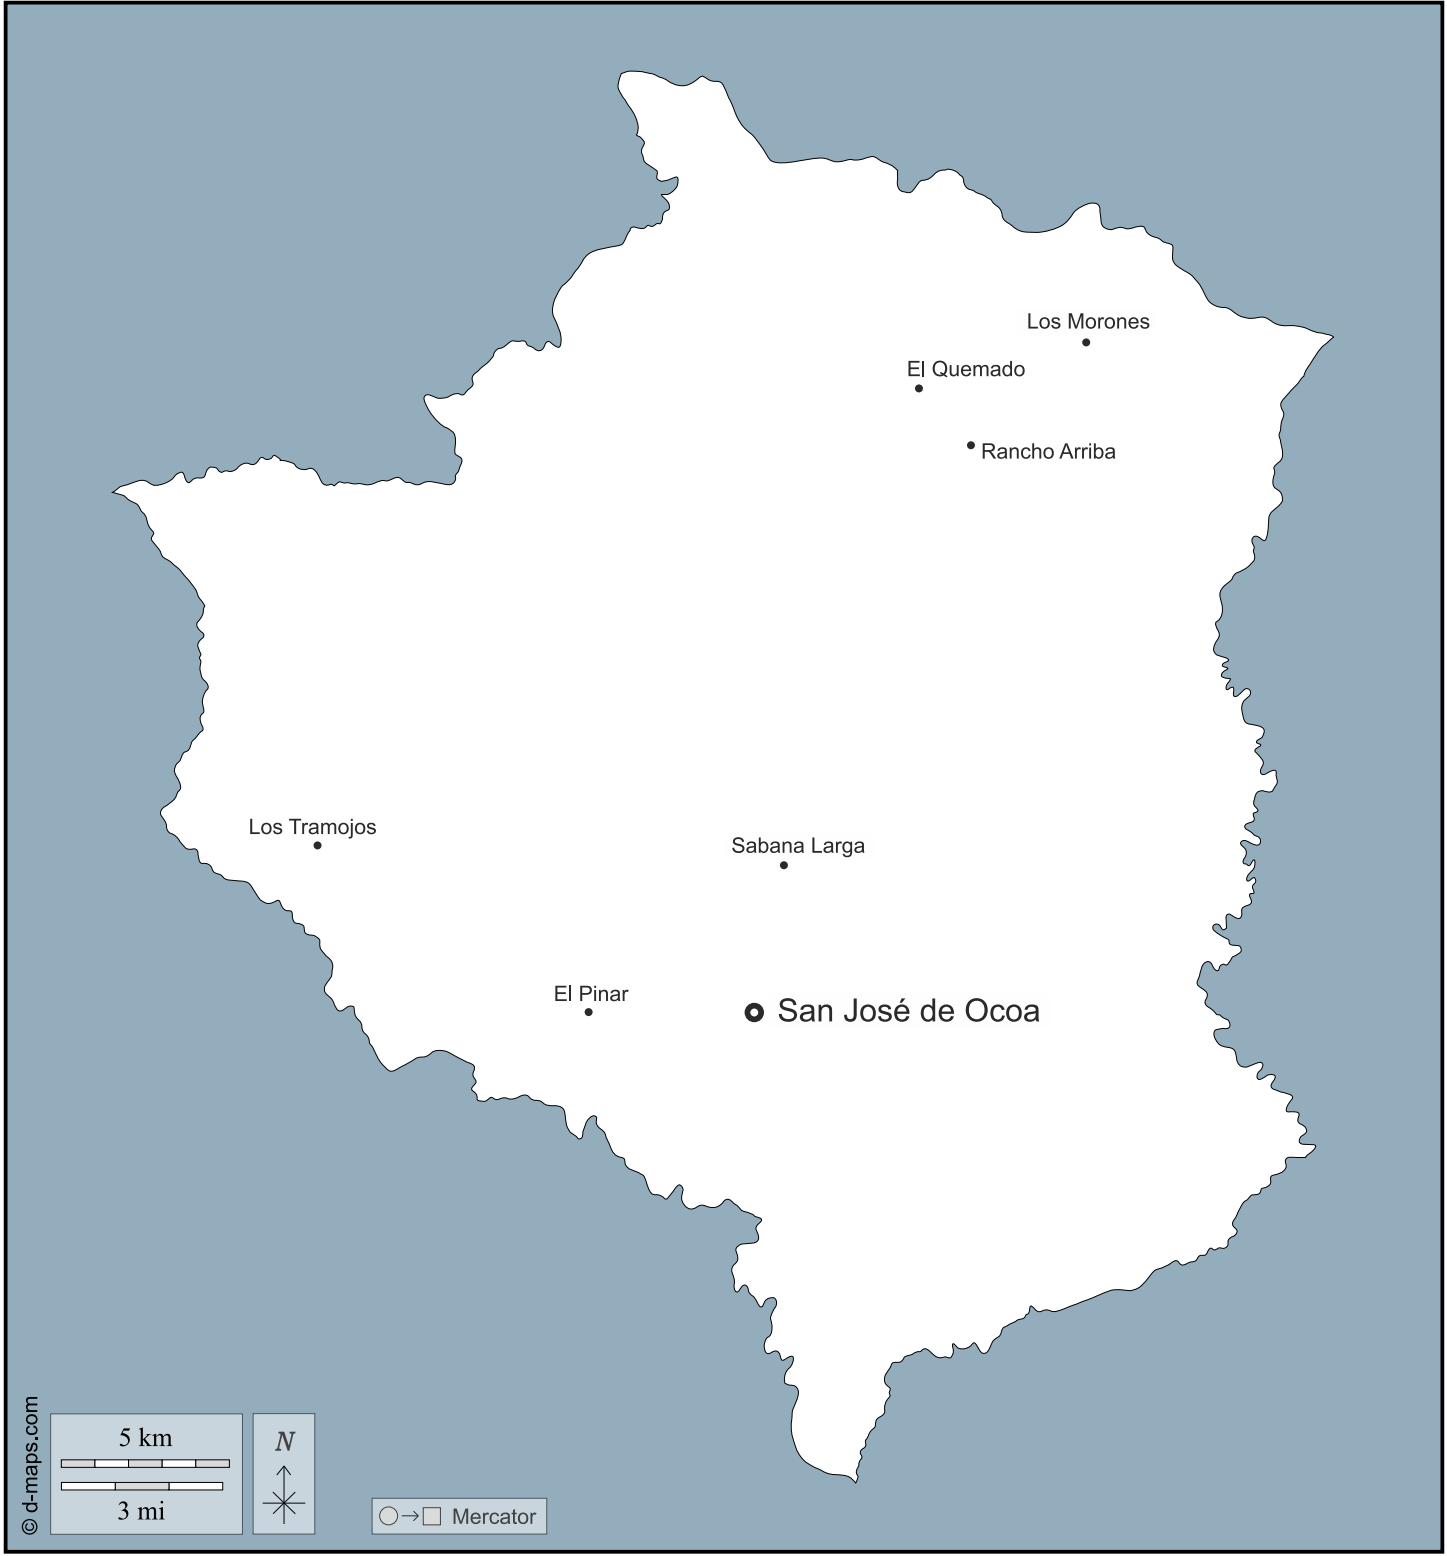 Los Morones
El Quemado
Rancho Arriba
Los Tramojos
Sabana Larga
El Pinar
San José de Ocoa
© d-maps.com
5 km
3 mi
N
Mercator